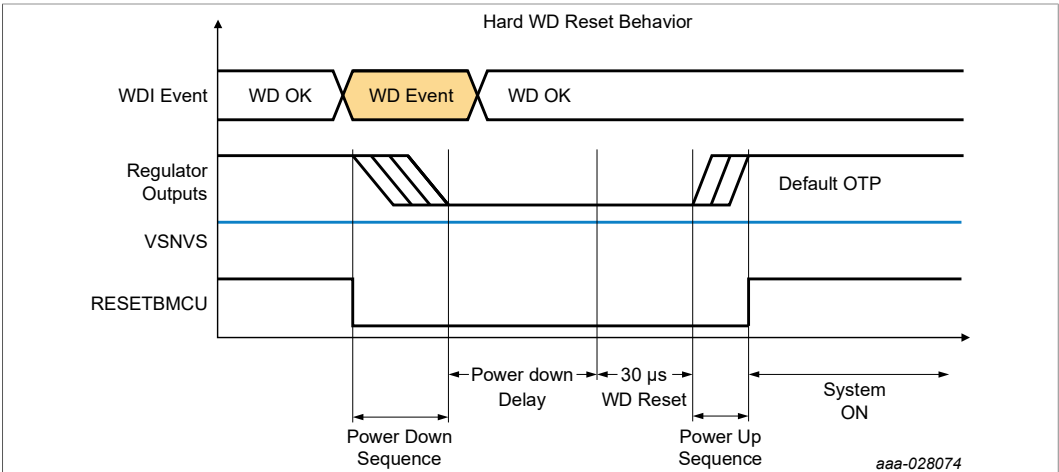 Hard WD Reset Behavior
WDI Event
WD OK
WD Event
WD OK
Regulator
Outputs
Default OTP
VSNVS
RESETBMCU
Power down
Delay
30 µs
WD Reset
System
ON
Power Down
Sequence
Power Up
Sequence
aaa-028074